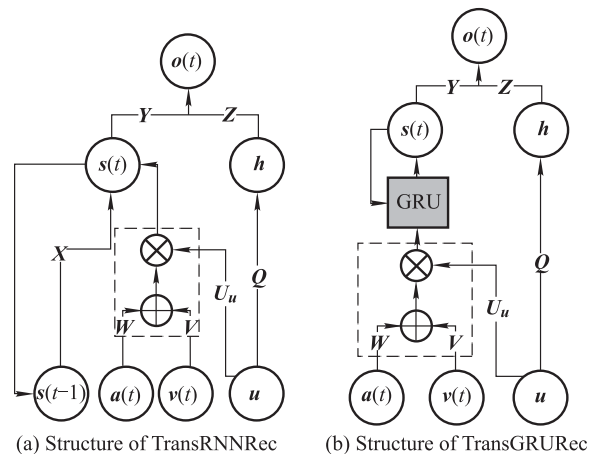 o(t)
Y Z
s(t) h
X
Q
U_u
W V
s(t−1) a(t) v(t) u
(a) Structure of TransRNNRec
o(t)
Y Z
s(t) h
GRU
Q
U_u
W V
a(t) v(t) u
(b) Structure of TransGRURec